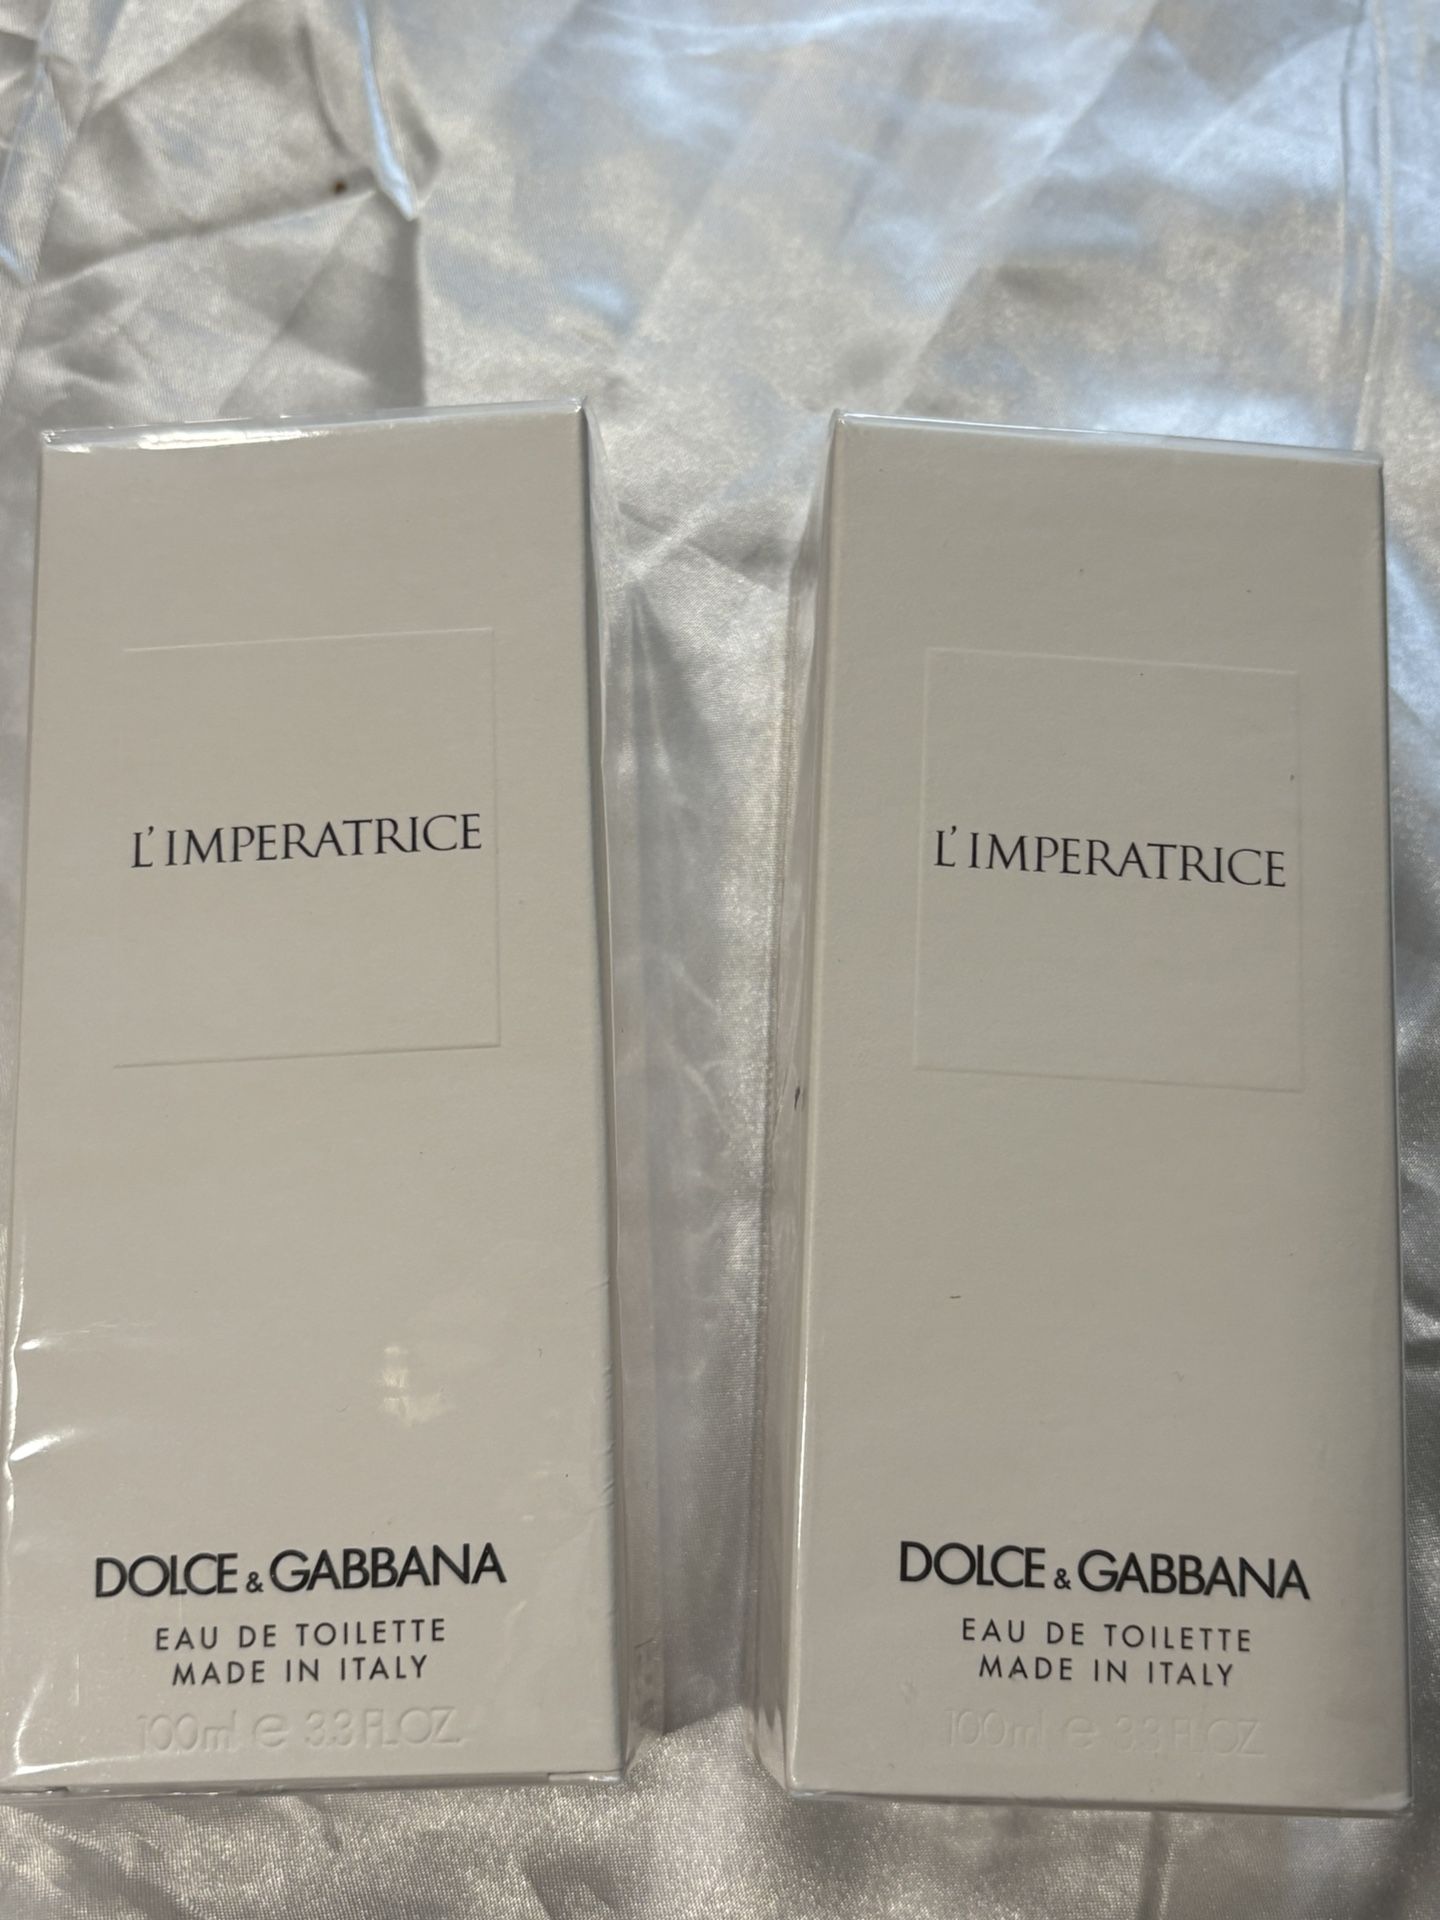 L'IMPERATRICE
DOLCE & GABBANA
EAU DE TOILETTE
MADE IN ITALY
100ml e 3.3 FL.OZ.
L'IMPERATRICE
DOLCE & GABBANA
EAU DE TOILETTE
MADE IN ITALY
100ml e 3.3 FL.OZ